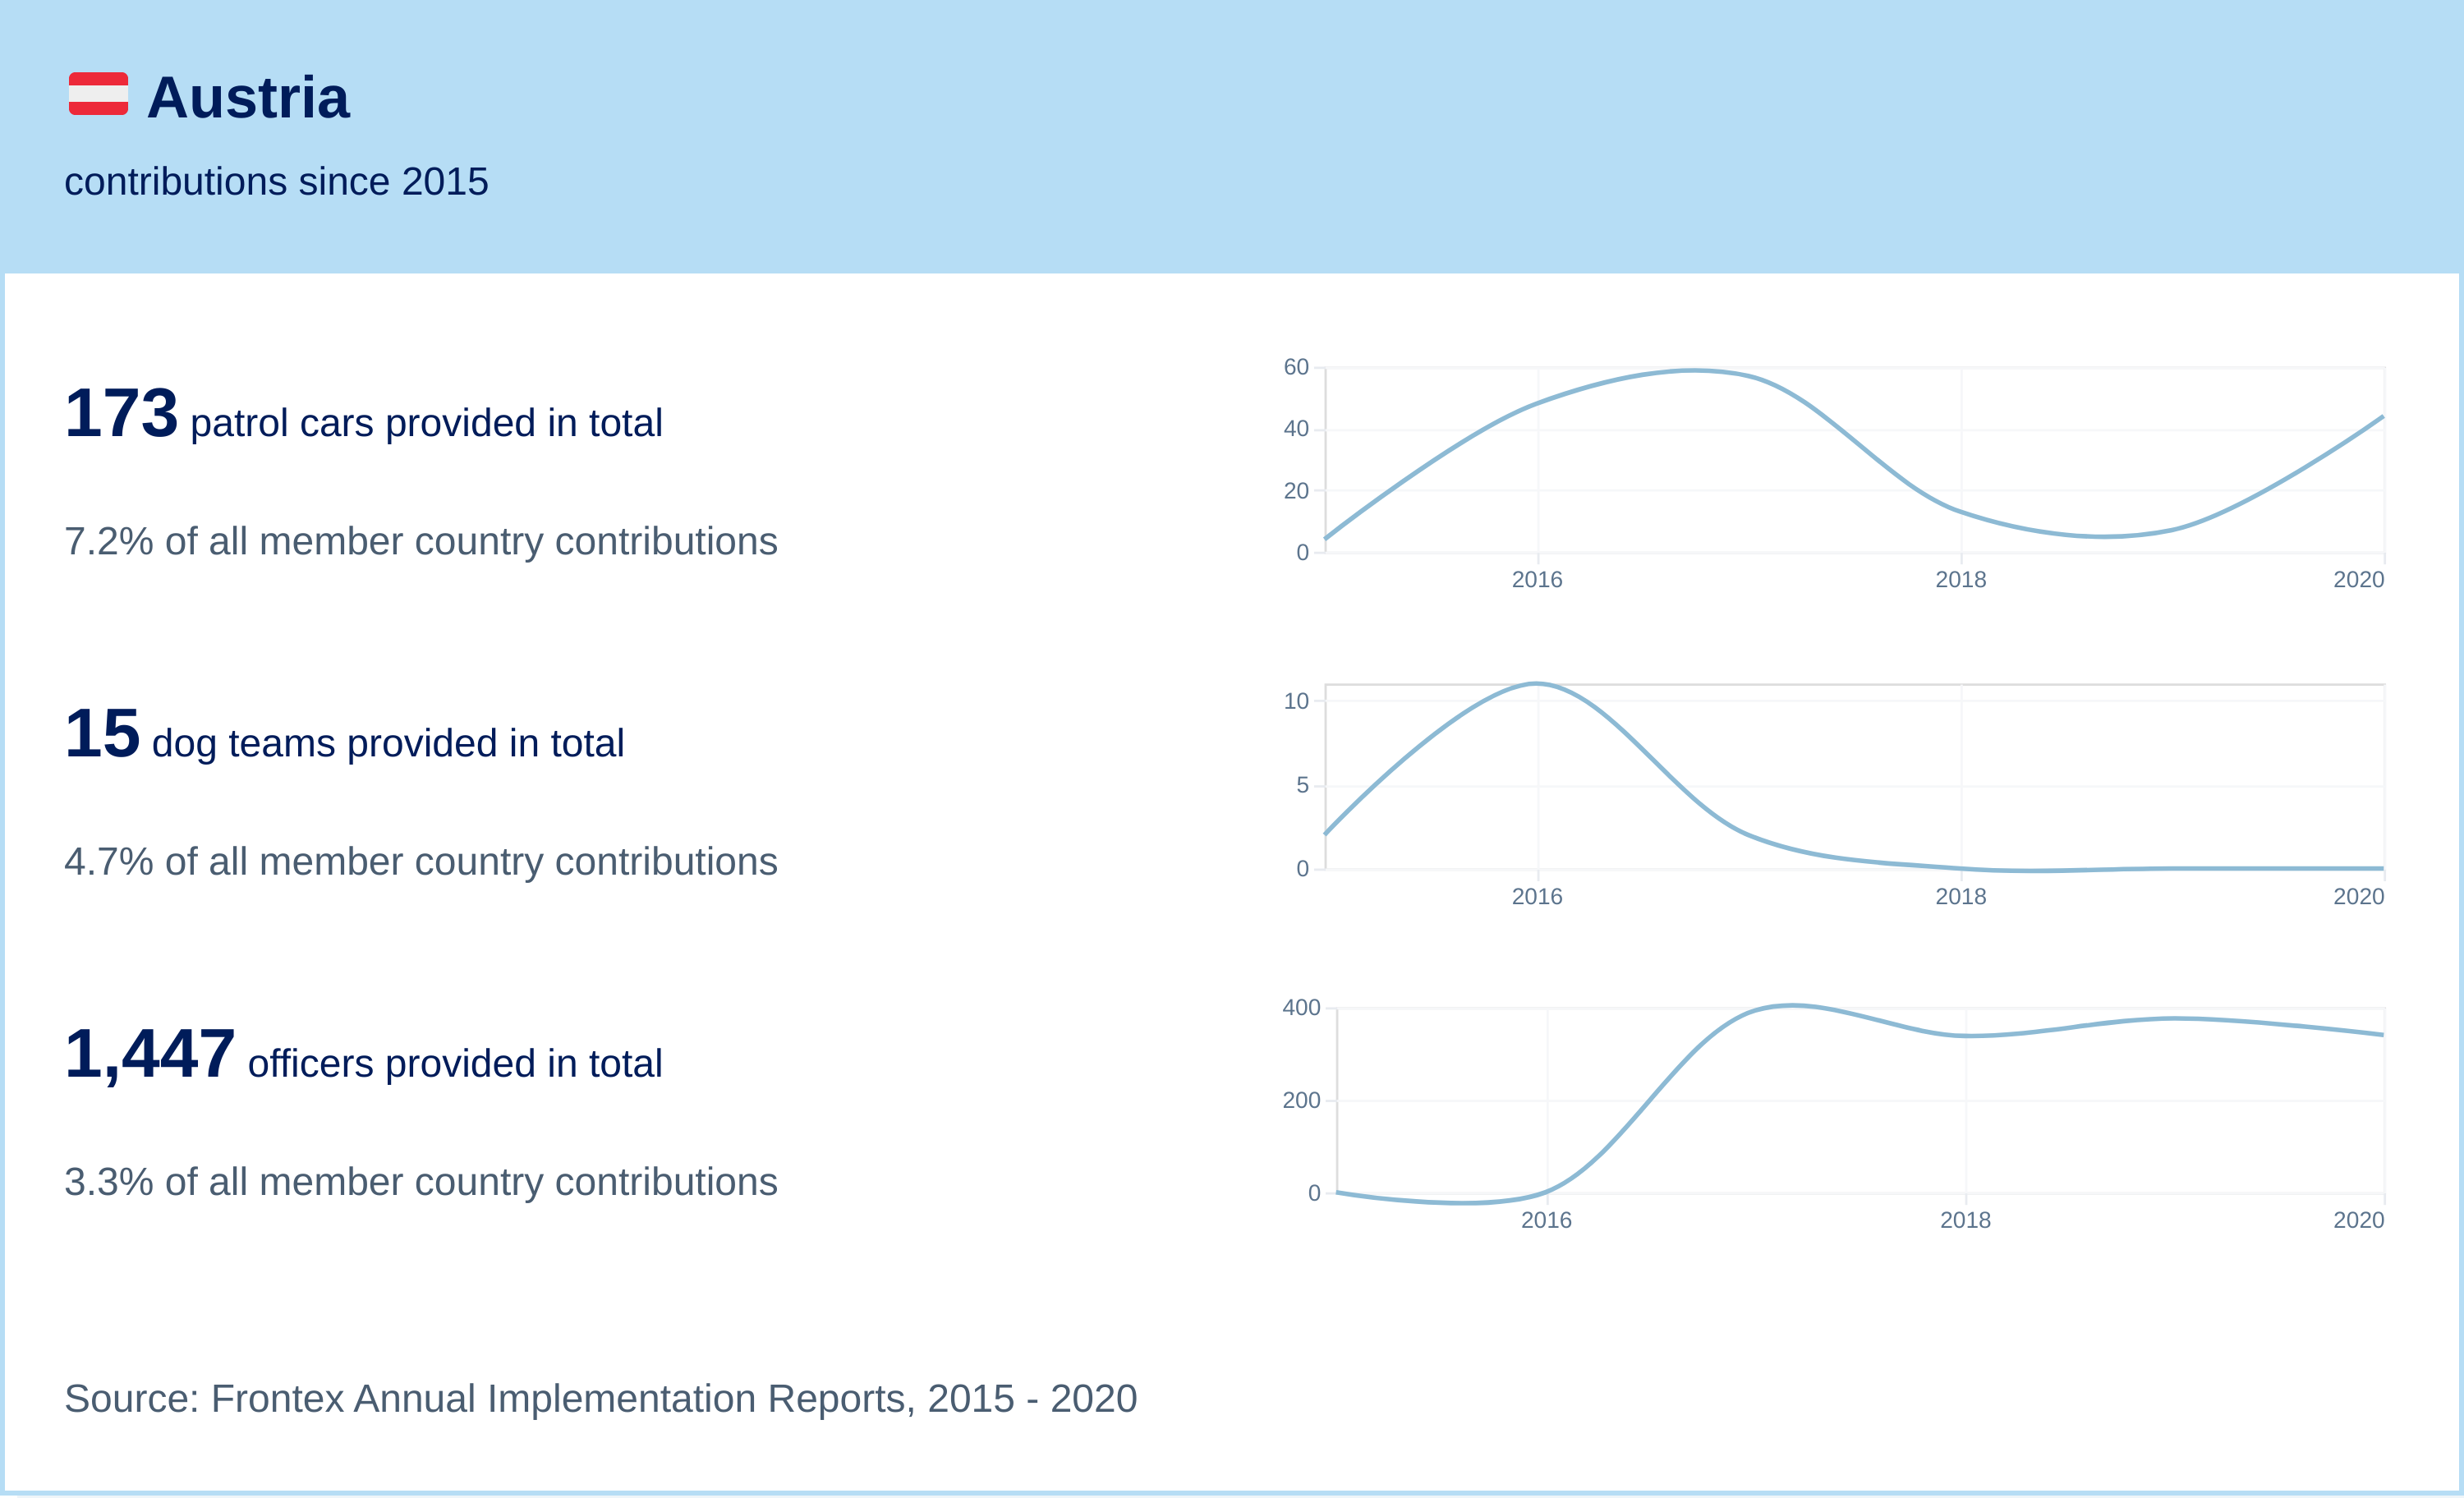 Austria
contributions since 2015
173 patrol cars provided in total
7.2% of all member country contributions
60
40
20
0
2016 2018 2020
15 dog teams provided in total
4.7% of all member country contributions
10
5
0
2016 2018 2020
1,447 officers provided in total
3.3% of all member country contributions
400
200
0
2016 2018 2020
Source: Frontex Annual Implementation Reports, 2015 - 2020